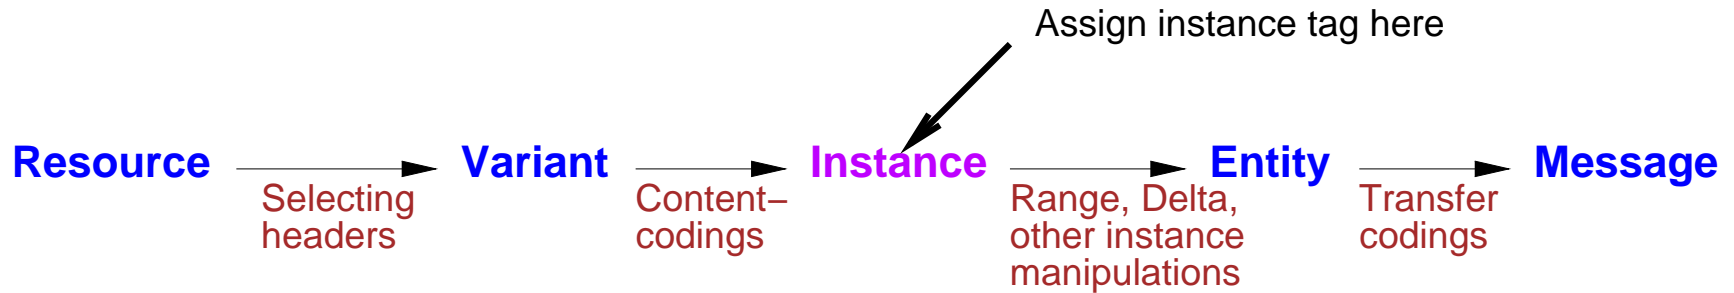 Assign instance tag here
Resource
Variant
Instance
Entity
Message
Selecting
headers
Content–
codings
Range, Delta,
other instance
manipulations
Transfer
codings